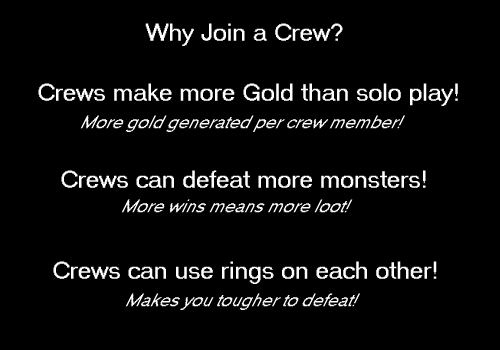 Why Join a Crew?
Crews make more Gold than solo play!
More gold generated per crew member!
Crews can defeat more monsters!
More wins means more loot!
Crews can use rings on each other!
Makes you tougher to defeat!